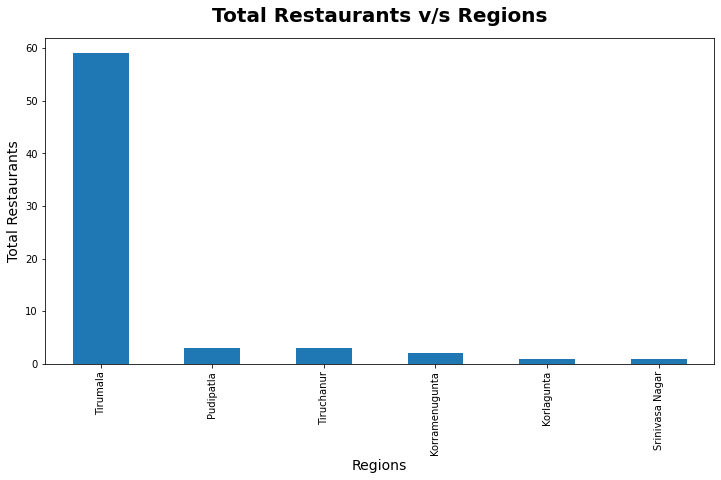 Total Restaurants v/s Regions
Total Restaurants
60
50
40
30
20
10
0
Tirumala
Pudipatla
Tiruchanur
Korramenugunta
Korlagunta
Srinivasa Nagar
Regions